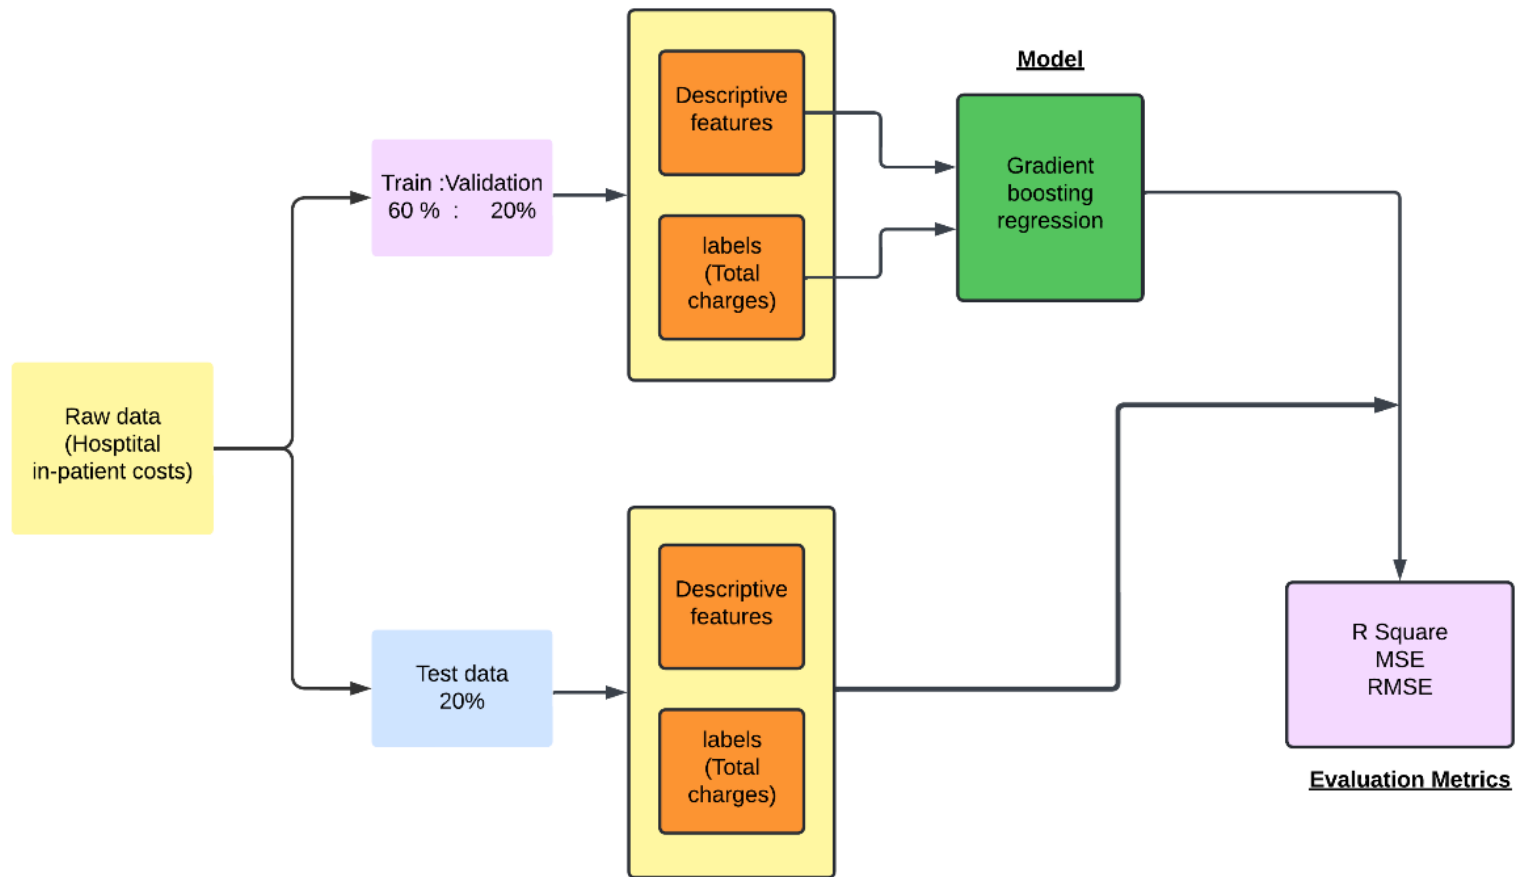 Raw data
(Hosptital
in-patient costs)
Train :Validation
60 % : 20%
Descriptive
features
labels
(Total
charges)
Model
Gradient
boosting
regression
Test data
20%
Descriptive
features
labels
(Total
charges)
R Square
MSE
RMSE
Evaluation Metrics